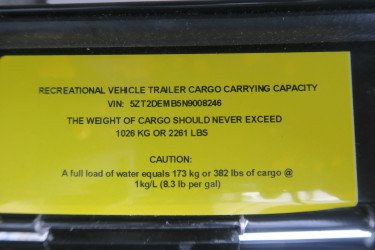 RECREATIONAL VEHICLE TRAILER CARGO CARRYING CAPACITY
VIN: 5ZT2DEMB5N9008246
THE WEIGHT OF CARGO SHOULD NEVER EXCEED
1026 KG OR 2261 LBS
CAUTION:
A full load of water equals 173 kg or 382 lbs of cargo @
1kg/L (8.3 lb per gal)